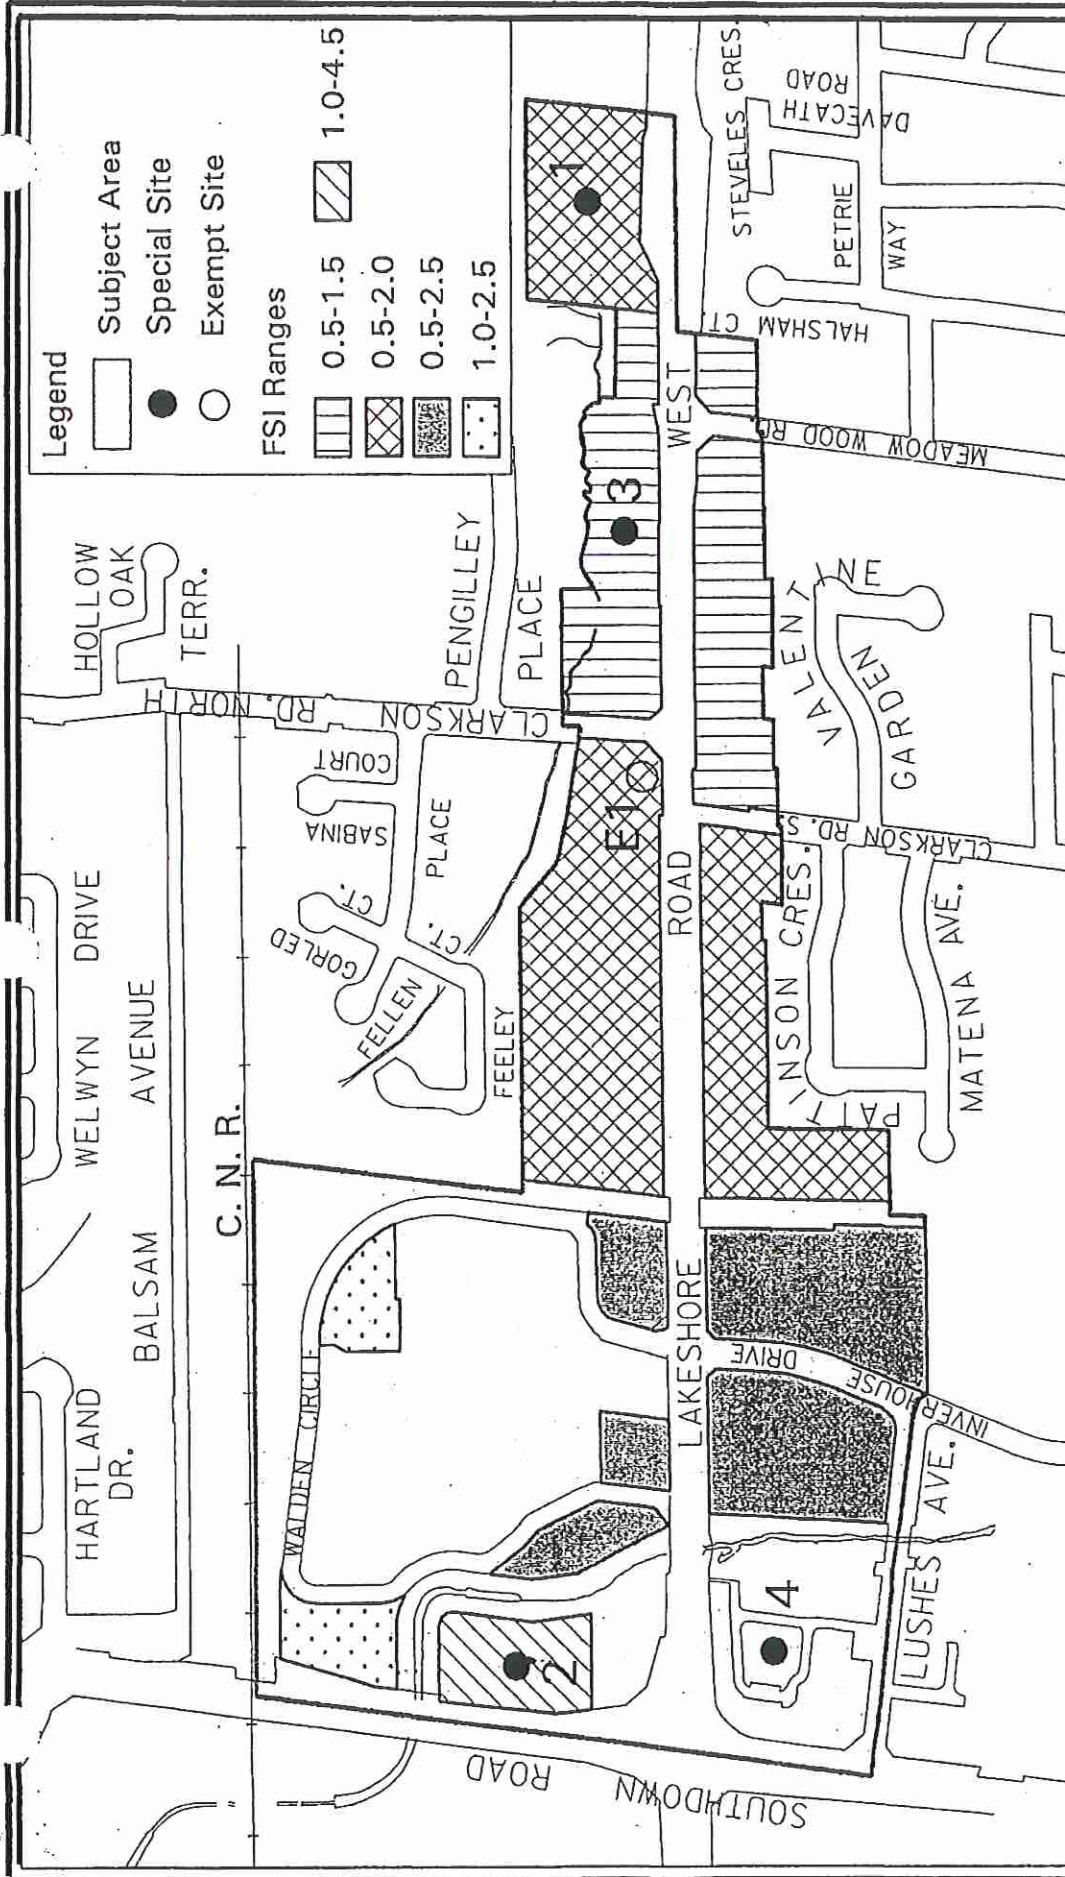 Legend
Subject Area
Special Site
Exempt Site
FSI Ranges
0.5-1.5
1.0-4.5
0.5-2.0
0.5-2.5
1.0-2.5
HARTLAND
DR.
WELWYN DRIVE
BALSAM AVENUE
C. N. R.
HOLLOW
OAK
TERR.
CLARKSON RD. NORTH
PENGILLEY
PLACE
SABINA
COURT
GORLED
CT.
PLACE
FELLEN
CT.
FEELEY
WALDEN CIRCLE
1
2
3
4
E1
LAKESHORE ROAD WEST
SOUTHDOWN ROAD
INVERHOUSE
DRIVE
LUSHES AVE.
PATTINSON CRES.
MATENA AVE.
CLARKSON RD. S.
VALENTINE
GARDEN
MEADOW WOOD RD.
HALSHAM CT.
PETRIE
WAY
STEVELES CRES.
DAVECATH
ROAD